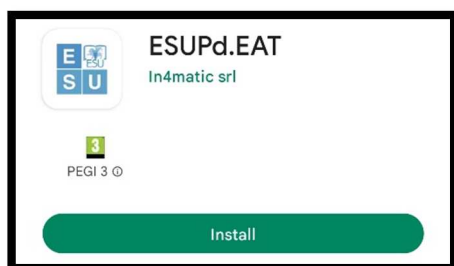 E ESU
S U
ESUPd.EAT
In4matic srl
3
PEGI 3
Install